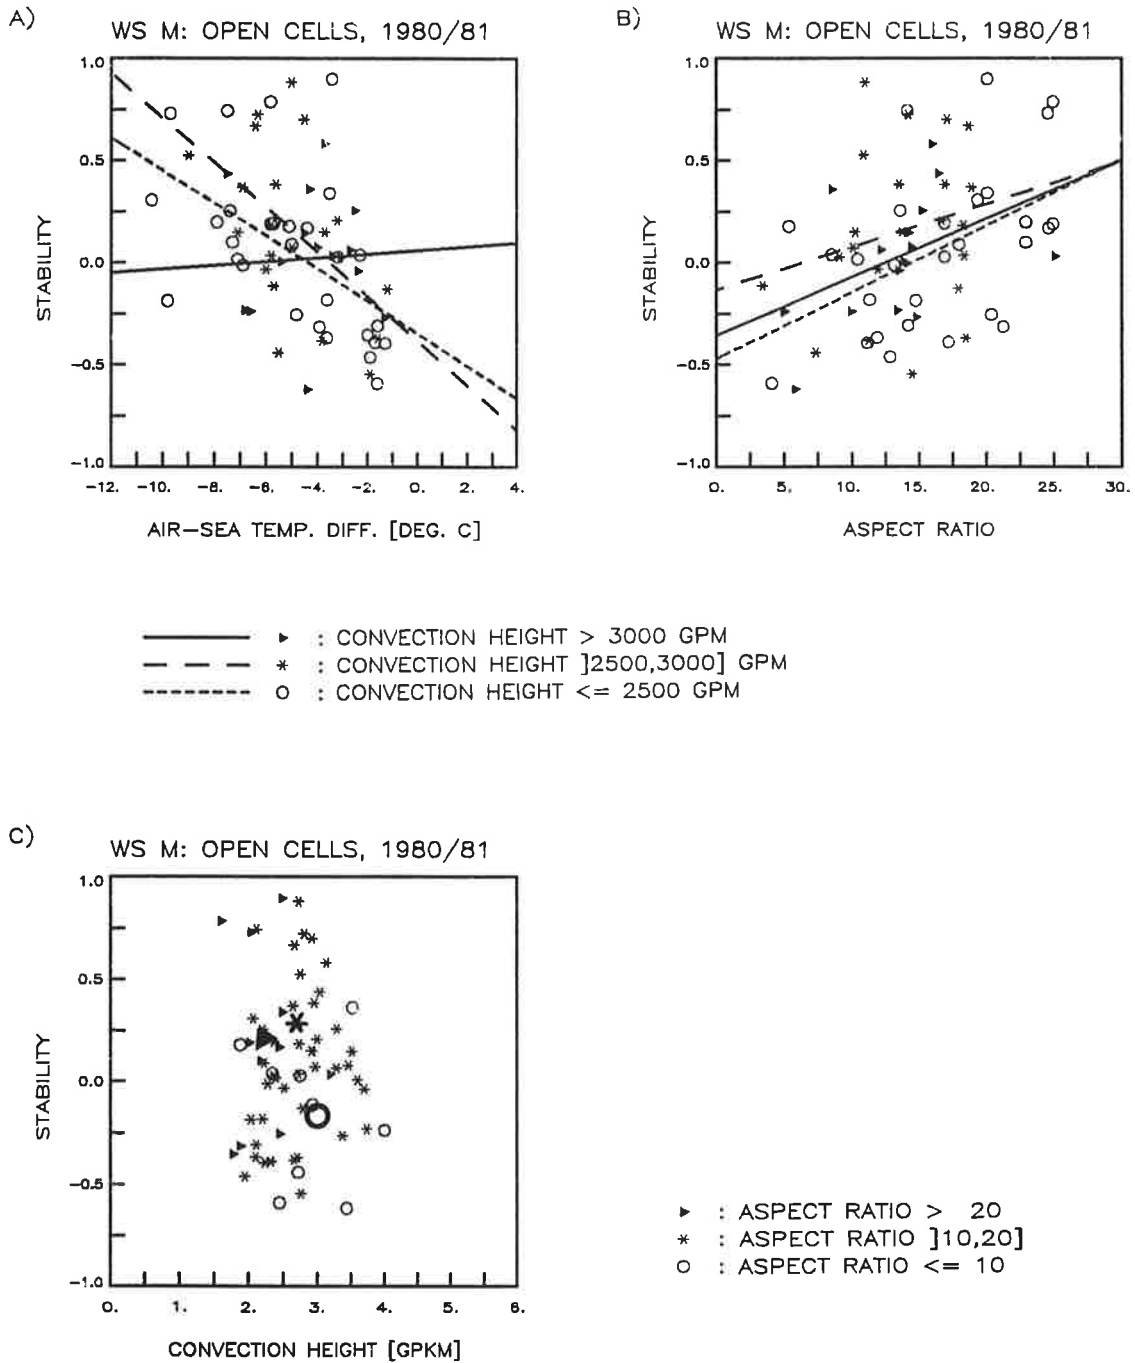 A)
WS M: OPEN CELLS, 1980/81
1.0
0.5
0.0
-0.5
-1.0
STABILITY
-12. -10. -8. -6. -4. -2. 0. 2. 4.
AIR-SEA TEMP. DIFF. [DEG. C]
B)
WS M: OPEN CELLS, 1980/81
1.0
0.5
0.0
-0.5
-1.0
STABILITY
0. 5. 10. 15. 20. 25. 30.
ASPECT RATIO
: CONVECTION HEIGHT > 3000 GPM
: CONVECTION HEIGHT ]2500,3000] GPM
: CONVECTION HEIGHT <= 2500 GPM
C)
WS M: OPEN CELLS, 1980/81
1.0
0.5
0.0
-0.5
-1.0
STABILITY
0. 1. 2. 3. 4. 5. 6.
CONVECTION HEIGHT [GPKM]
: ASPECT RATIO > 20
: ASPECT RATIO ]10,20]
: ASPECT RATIO <= 10